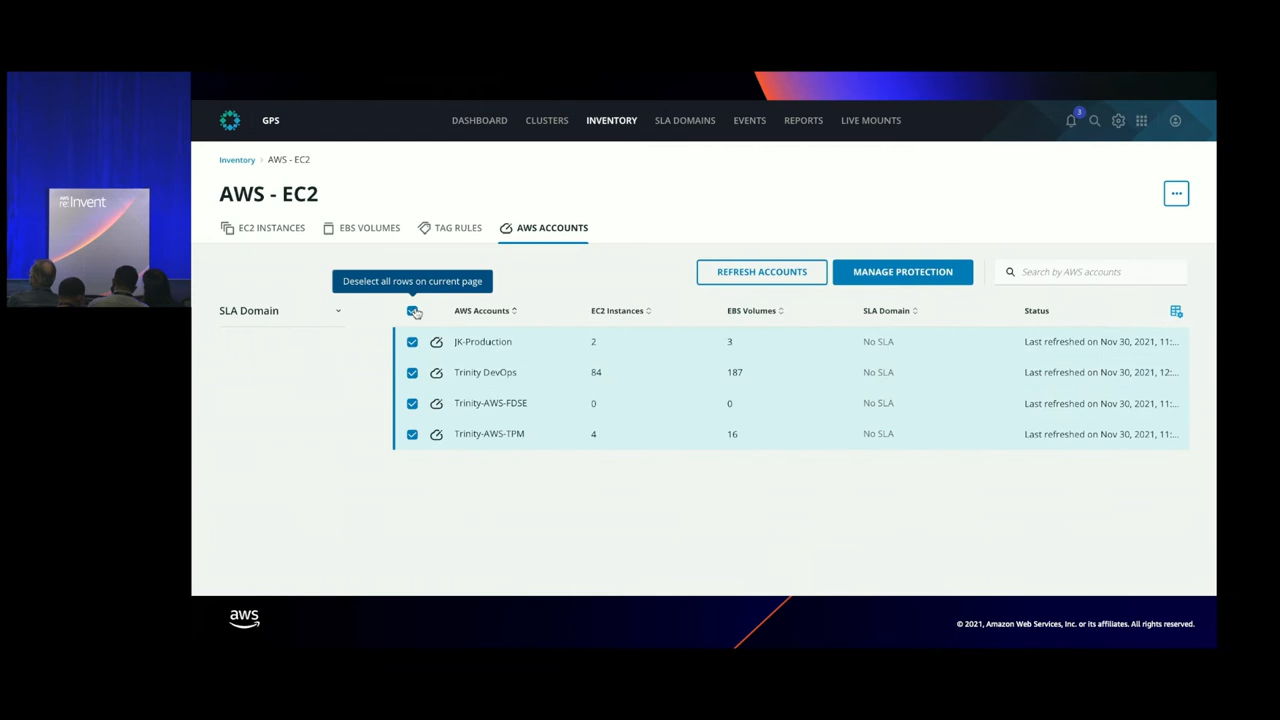 GPS
DASHBOARD CLUSTERS INVENTORY SLA DOMAINS EVENTS REPORTS LIVE MOUNTS
3
Inventory › AWS - EC2
AWS - EC2
EC2 INSTANCES EBS VOLUMES TAG RULES AWS ACCOUNTS
aws
re:Invent
REFRESH ACCOUNTS MANAGE PROTECTION Search by AWS accounts
Deselect all rows on current page
SLA Domain
AWS Accounts EC2 Instances EBS Volumes SLA Domain Status
JK-Production 2 3 No SLA Last refreshed on Nov 30, 2021, 11:...
Trinity DevOps 84 187 No SLA Last refreshed on Nov 30, 2021, 12:...
Trinity-AWS-FDSE 0 0 No SLA Last refreshed on Nov 30, 2021, 11:...
Trinity-AWS-TPM 4 16 No SLA Last refreshed on Nov 30, 2021, 11:...
aws
© 2021, Amazon Web Services, Inc. or its affiliates. All rights reserved.